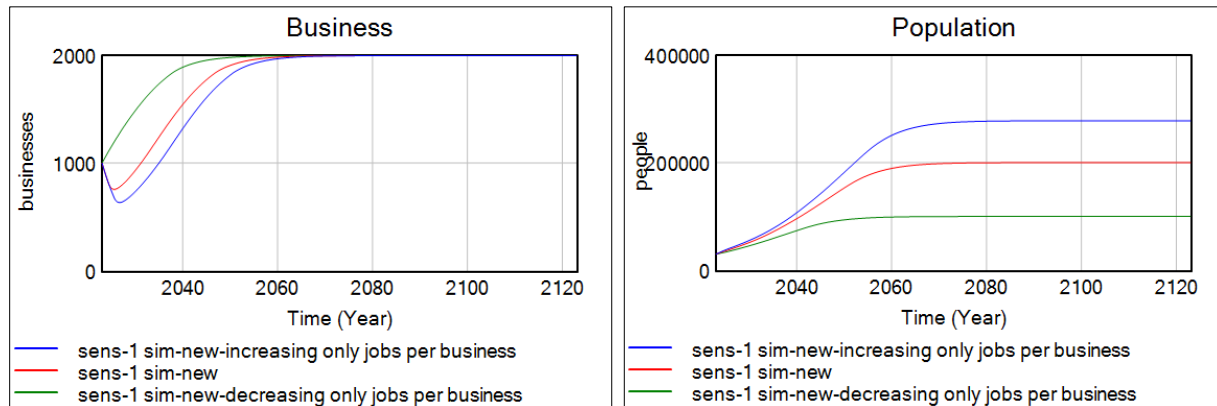 Business
2000
1000
0
businesses
2040 2060 2080 2100 2120
Time (Year)
sens-1 sim-new-increasing only jobs per business
sens-1 sim-new
sens-1 sim-new-decreasing only jobs per business
Population
400000
200000
0
people
2040 2060 2080 2100 2120
Time (Year)
sens-1 sim-new-increasing only jobs per business
sens-1 sim-new
sens-1 sim-new-decreasing only jobs per business